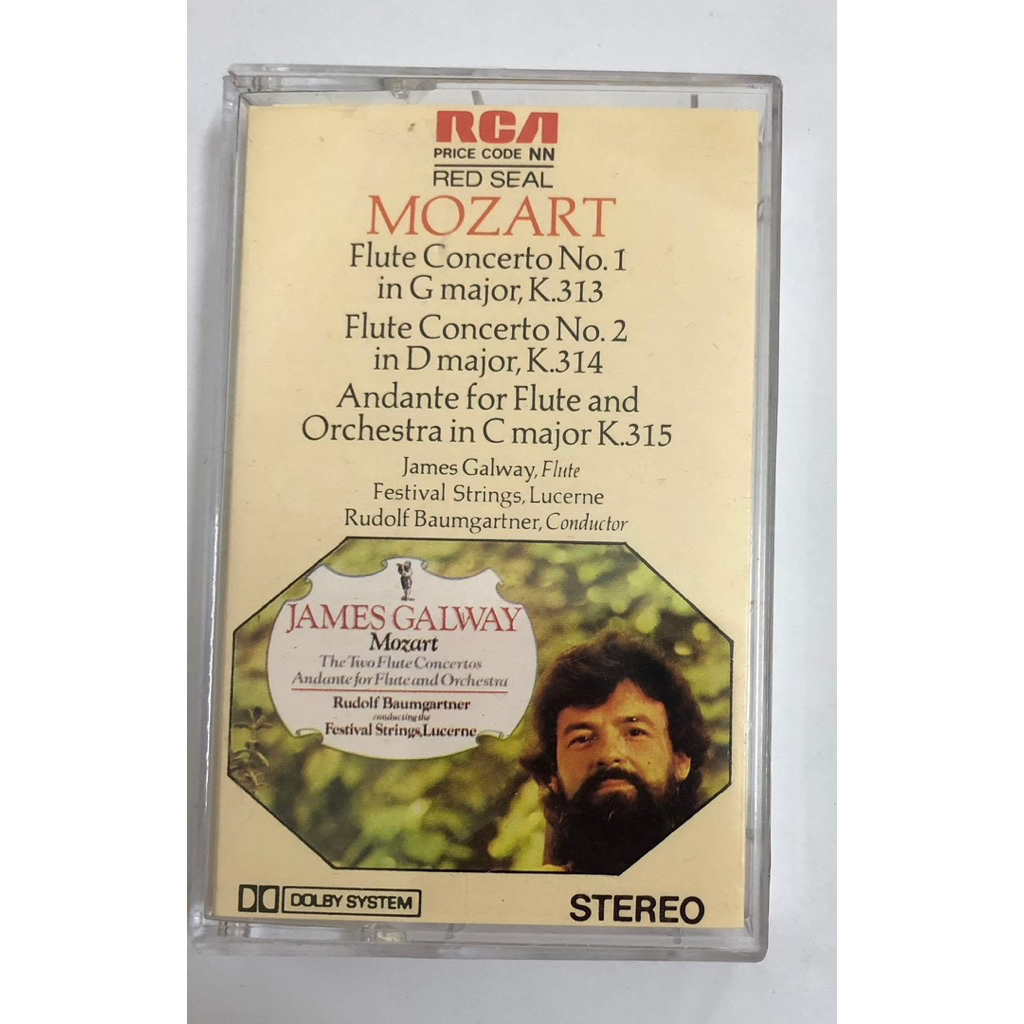 RCA
PRICE CODE NN
RED SEAL
MOZART
Flute Concerto No. 1
in G major, K.313
Flute Concerto No. 2
in D major, K.314
Andante for Flute and
Orchestra in C major K.315
James Galway, Flute
Festival Strings, Lucerne
Rudolf Baumgartner, Conductor
JAMES GALWAY
Mozart
The Two Flute Concertos
Andante for Flute and Orchestra
Rudolf Baumgartner
conducting the
Festival Strings, Lucerne
DOLBY SYSTEM
STEREO